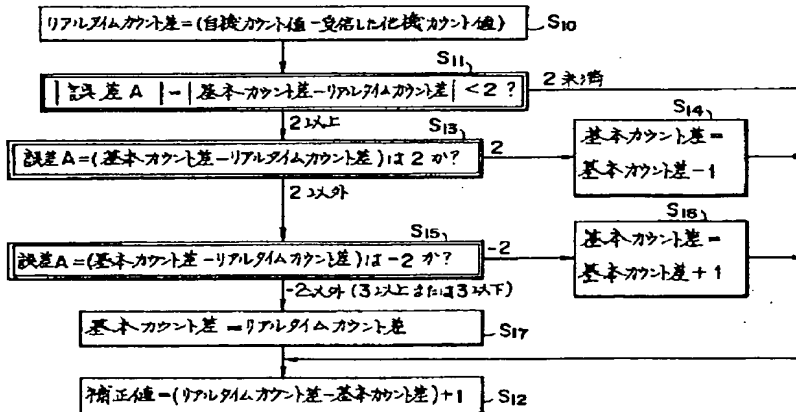 リアルタイムカウント差=(自機カウント値-受信した他機カウント値)
S10
S11
|誤差A|-|基本カウント差-リアルタイムカウント差|<2?
2未満
2以上
S13
誤差A=(基本カウント差-リアルタイムカウント差)は2か?
2
S14
基本カウント差=
基本カウント差-1
2以外
S15
誤差A=(基本カウント差-リアルタイムカウント差)は-2か?
-2
S16
基本カウント差=
基本カウント差+1
-2以外(3以上または3以下)
基本カウント差=リアルタイムカウント差
S17
補正値=(リアルタイムカウント差-基本カウント差)+1
S12